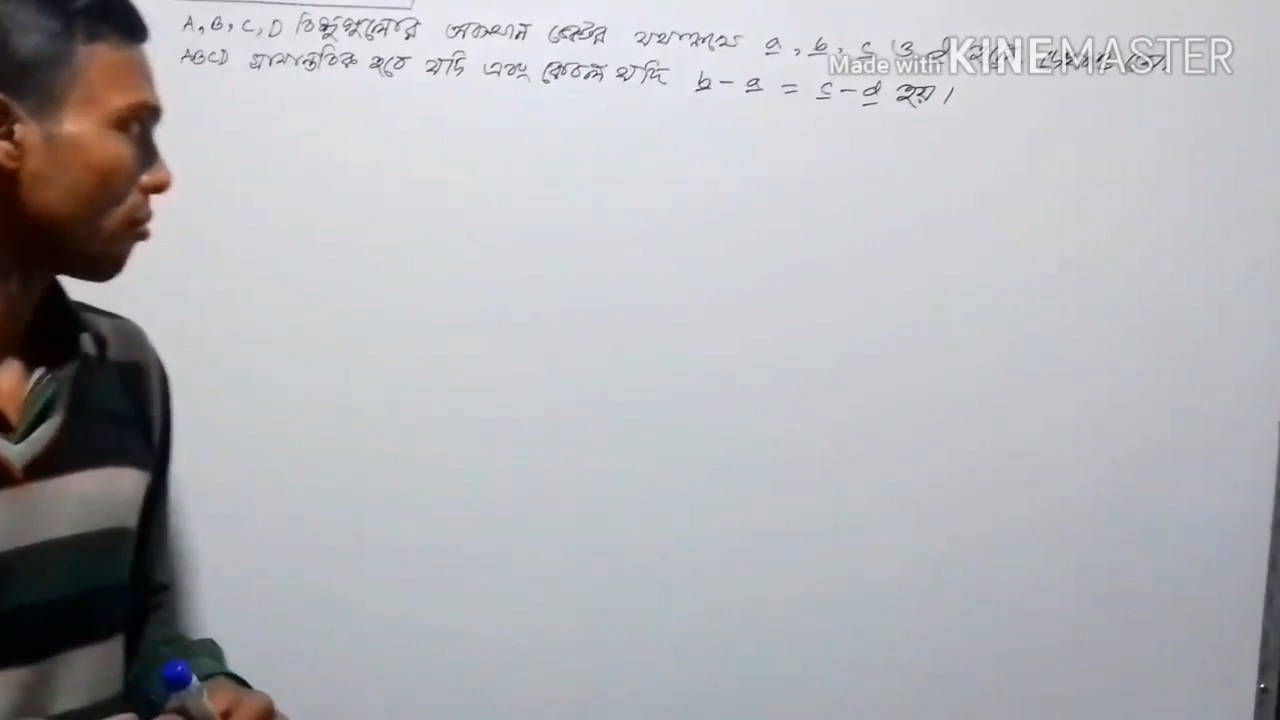 A, B, C, D বিন্দুগুলোর অবস্থান ভেক্টর যথাক্রমে a, b, c ও d
ABCD সামান্তরিক হবে যদি এবং কেবল যদি b - a = c - d হয়।
Made with KINEMASTER